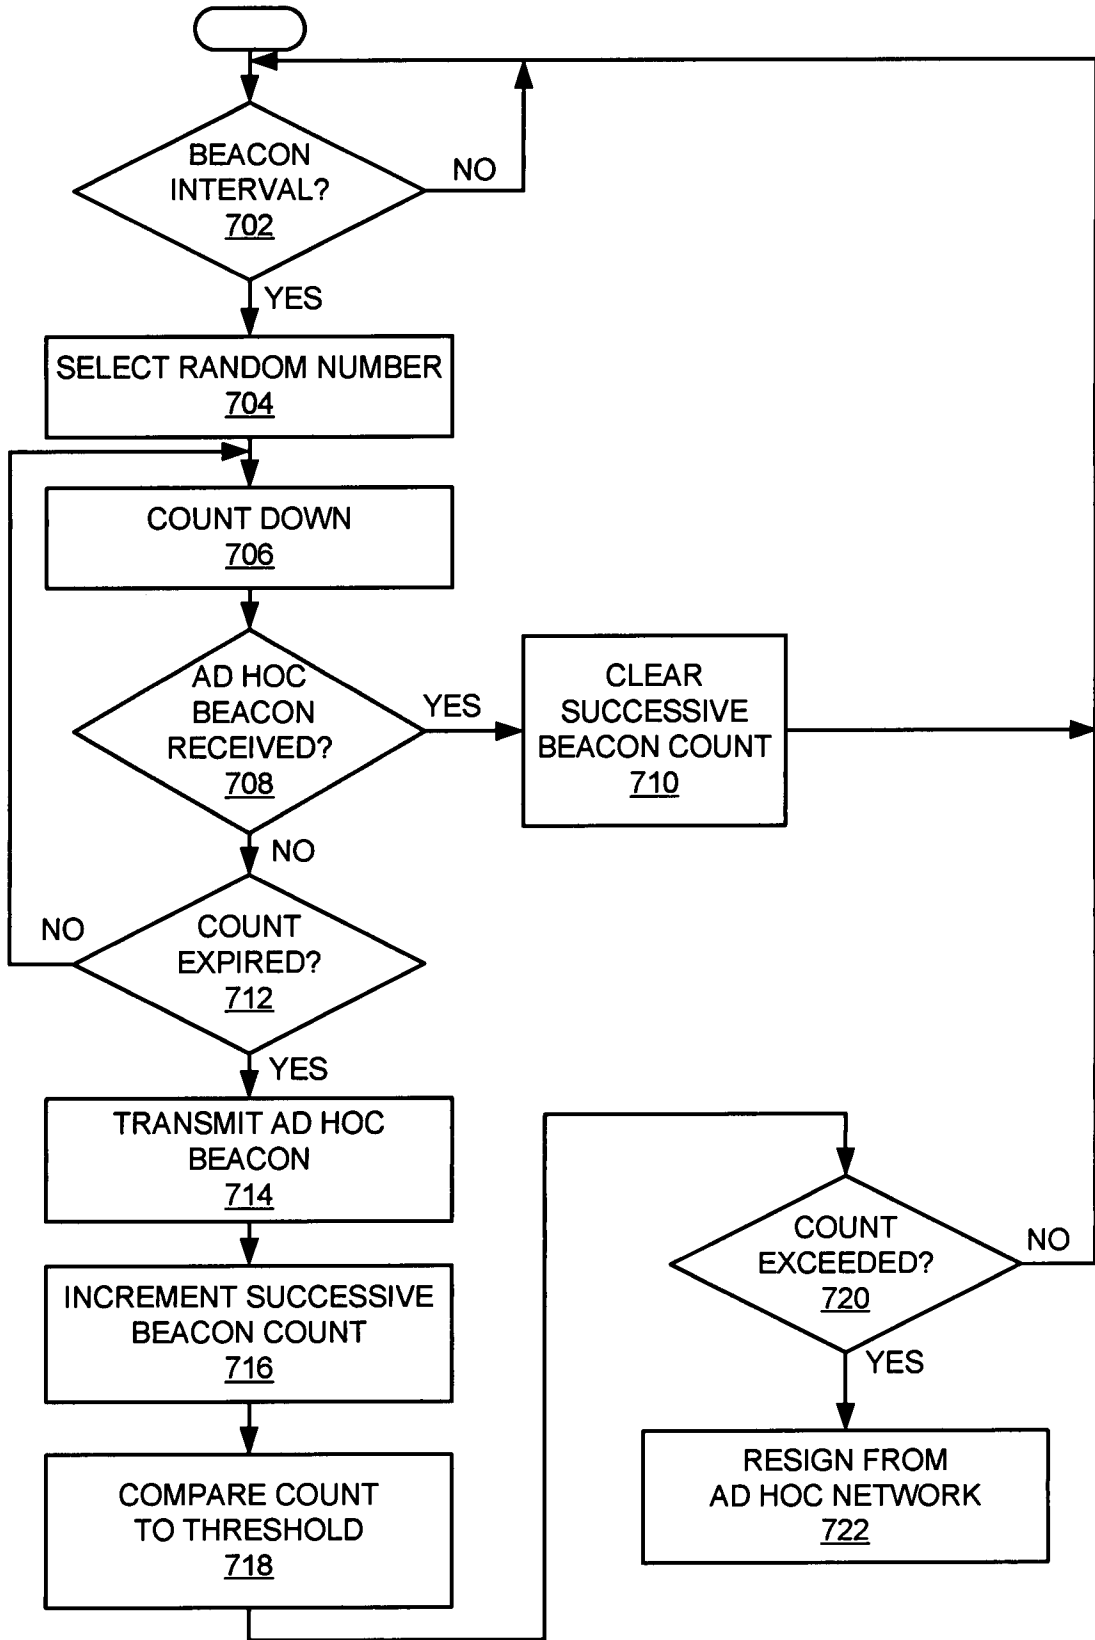 BEACON
INTERVAL?
702
NO
YES
SELECT RANDOM NUMBER
704
COUNT DOWN
706
AD HOC
BEACON
RECEIVED?
708
YES
CLEAR
SUCCESSIVE
BEACON COUNT
710
NO
COUNT
EXPIRED?
712
NO
YES
TRANSMIT AD HOC
BEACON
714
INCREMENT SUCCESSIVE
BEACON COUNT
716
COMPARE COUNT
TO THRESHOLD
718
COUNT
EXCEEDED?
720
NO
YES
RESIGN FROM
AD HOC NETWORK
722